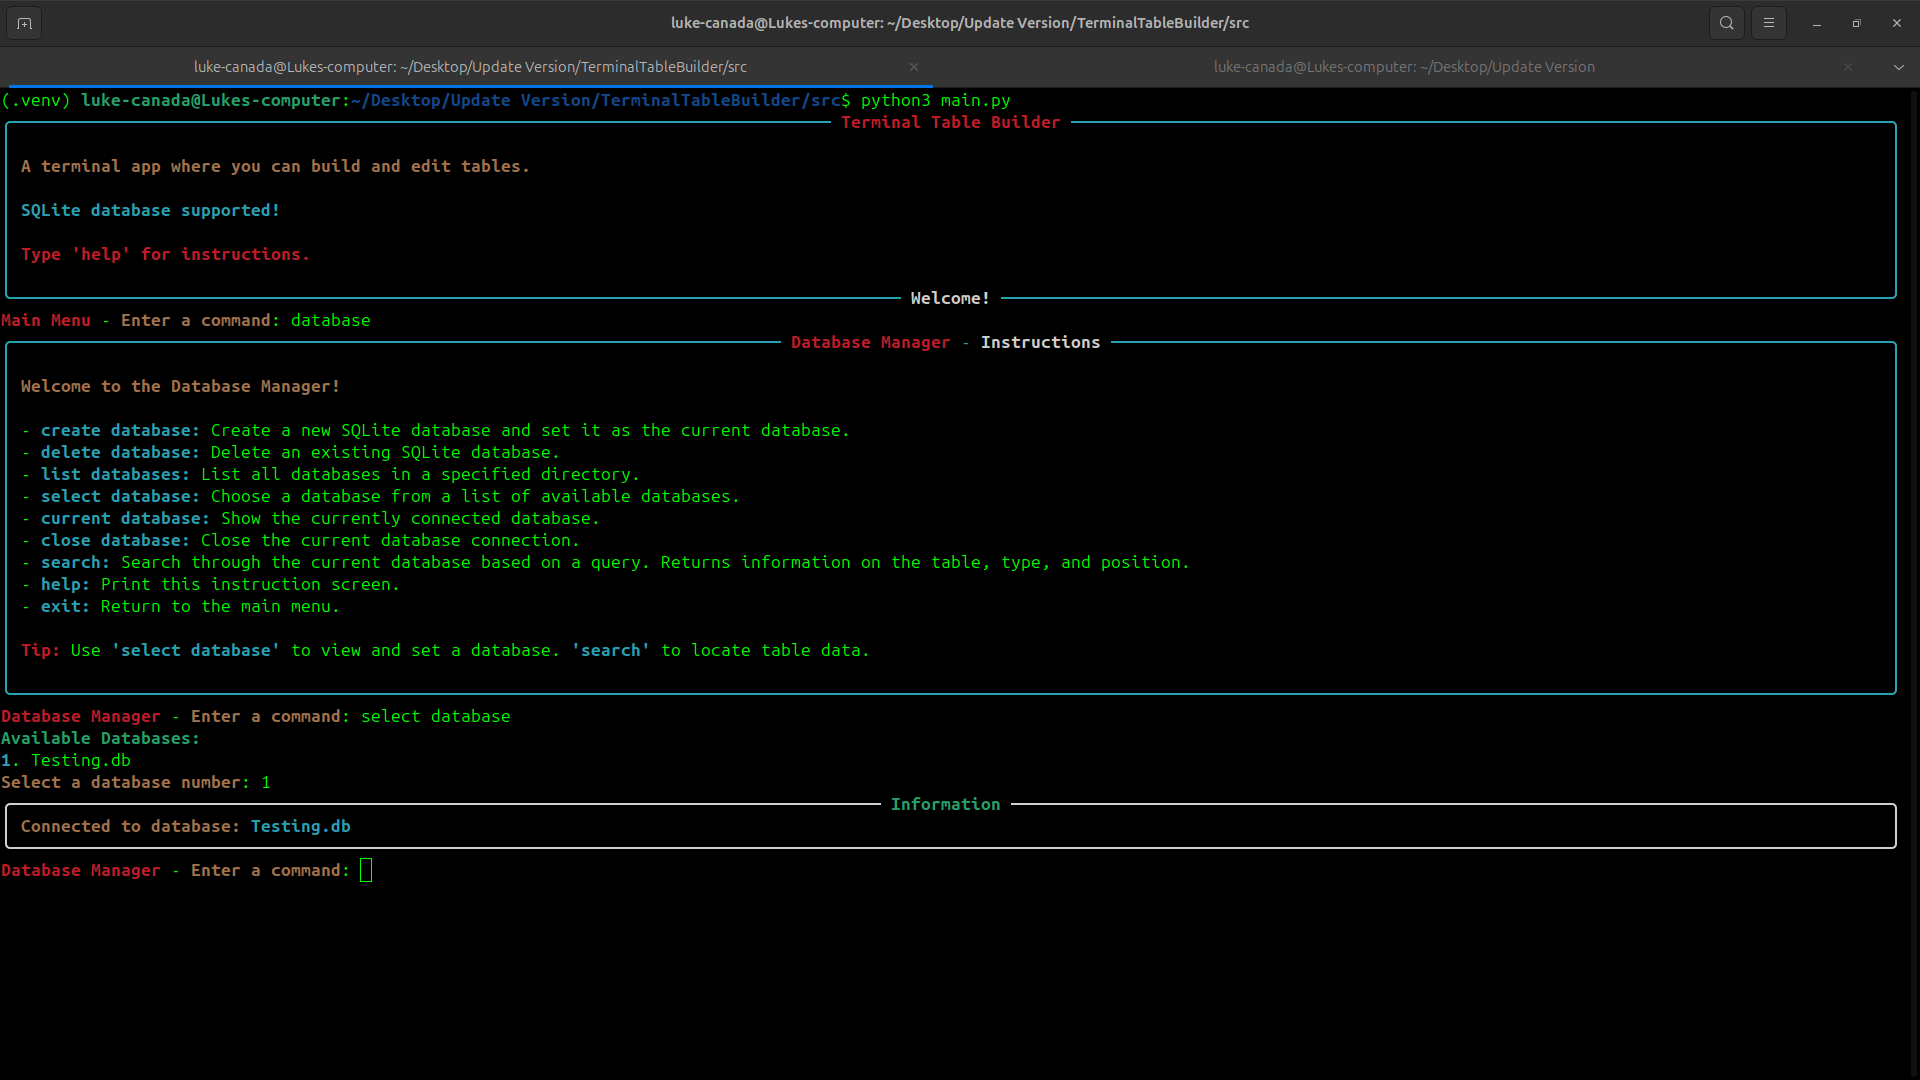 luke-canada@Lukes-computer: ~/Desktop/Update Version/TerminalTableBuilder/src
luke-canada@Lukes-computer: ~/Desktop/Update Version/TerminalTableBuilder/src
luke-canada@Lukes-computer: ~/Desktop/Update Version
(.venv) luke-canada@Lukes-computer:~/Desktop/Update Version/TerminalTableBuilder/src$ python3 main.py
Terminal Table Builder
A terminal app where you can build and edit tables.
SQLite database supported!
Type 'help' for instructions.
Welcome!
Main Menu - Enter a command: database
Database Manager - Instructions
Welcome to the Database Manager!
- create database: Create a new SQLite database and set it as the current database.
- delete database: Delete an existing SQLite database.
- list databases: List all databases in a specified directory.
- select database: Choose a database from a list of available databases.
- current database: Show the currently connected database.
- close database: Close the current database connection.
- search: Search through the current database based on a query. Returns information on the table, type, and position.
- help: Print this instruction screen.
- exit: Return to the main menu.
Tip: Use 'select database' to view and set a database. 'search' to locate table data.
Database Manager - Enter a command: select database
Available Databases:
1. Testing.db
Select a database number: 1
Information
Connected to database: Testing.db
Database Manager - Enter a command: